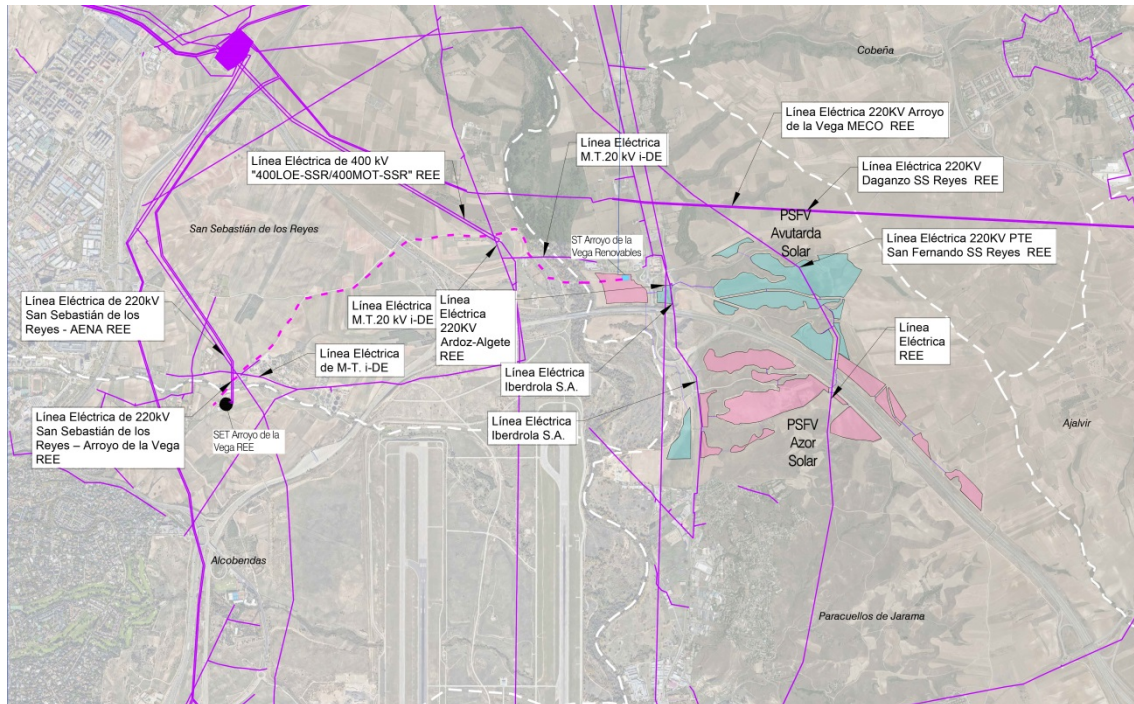 Cobeña
Línea Eléctrica 220KV Arroyo
de la Vega MECO  REE
Línea Eléctrica
M.T.20 kV i-DE
Línea Eléctrica de 400 kV
"400LOE-SSR/400MOT-SSR" REE
Línea Eléctrica 220KV
Daganzo SS Reyes  REE
PSFV
Avutarda
Solar
San Sebastián de los Reyes
ST Arroyo de la
Vega Renovables
Línea Eléctrica 220KV PTE
San Fernando SS Reyes  REE
Línea Eléctrica de 220kV
San Sebastián de los
Reyes - AENA REE
Línea Eléctrica
M.T.20 kV i-DE
Línea
Eléctrica
220KV
Ardoz-Algete
REE
Línea
Eléctrica
REE
Línea Eléctrica
de M-T. i-DE
Línea Eléctrica
Iberdrola S.A.
Línea Eléctrica de 220kV
San Sebastián de los
Reyes – Arroyo de la Vega
REE
SET Arroyo de la
Vega REE
Línea Eléctrica
Iberdrola S.A.
PSFV
Azor
Solar
Ajalvir
Alcobendas
Paracuellos de Jarama